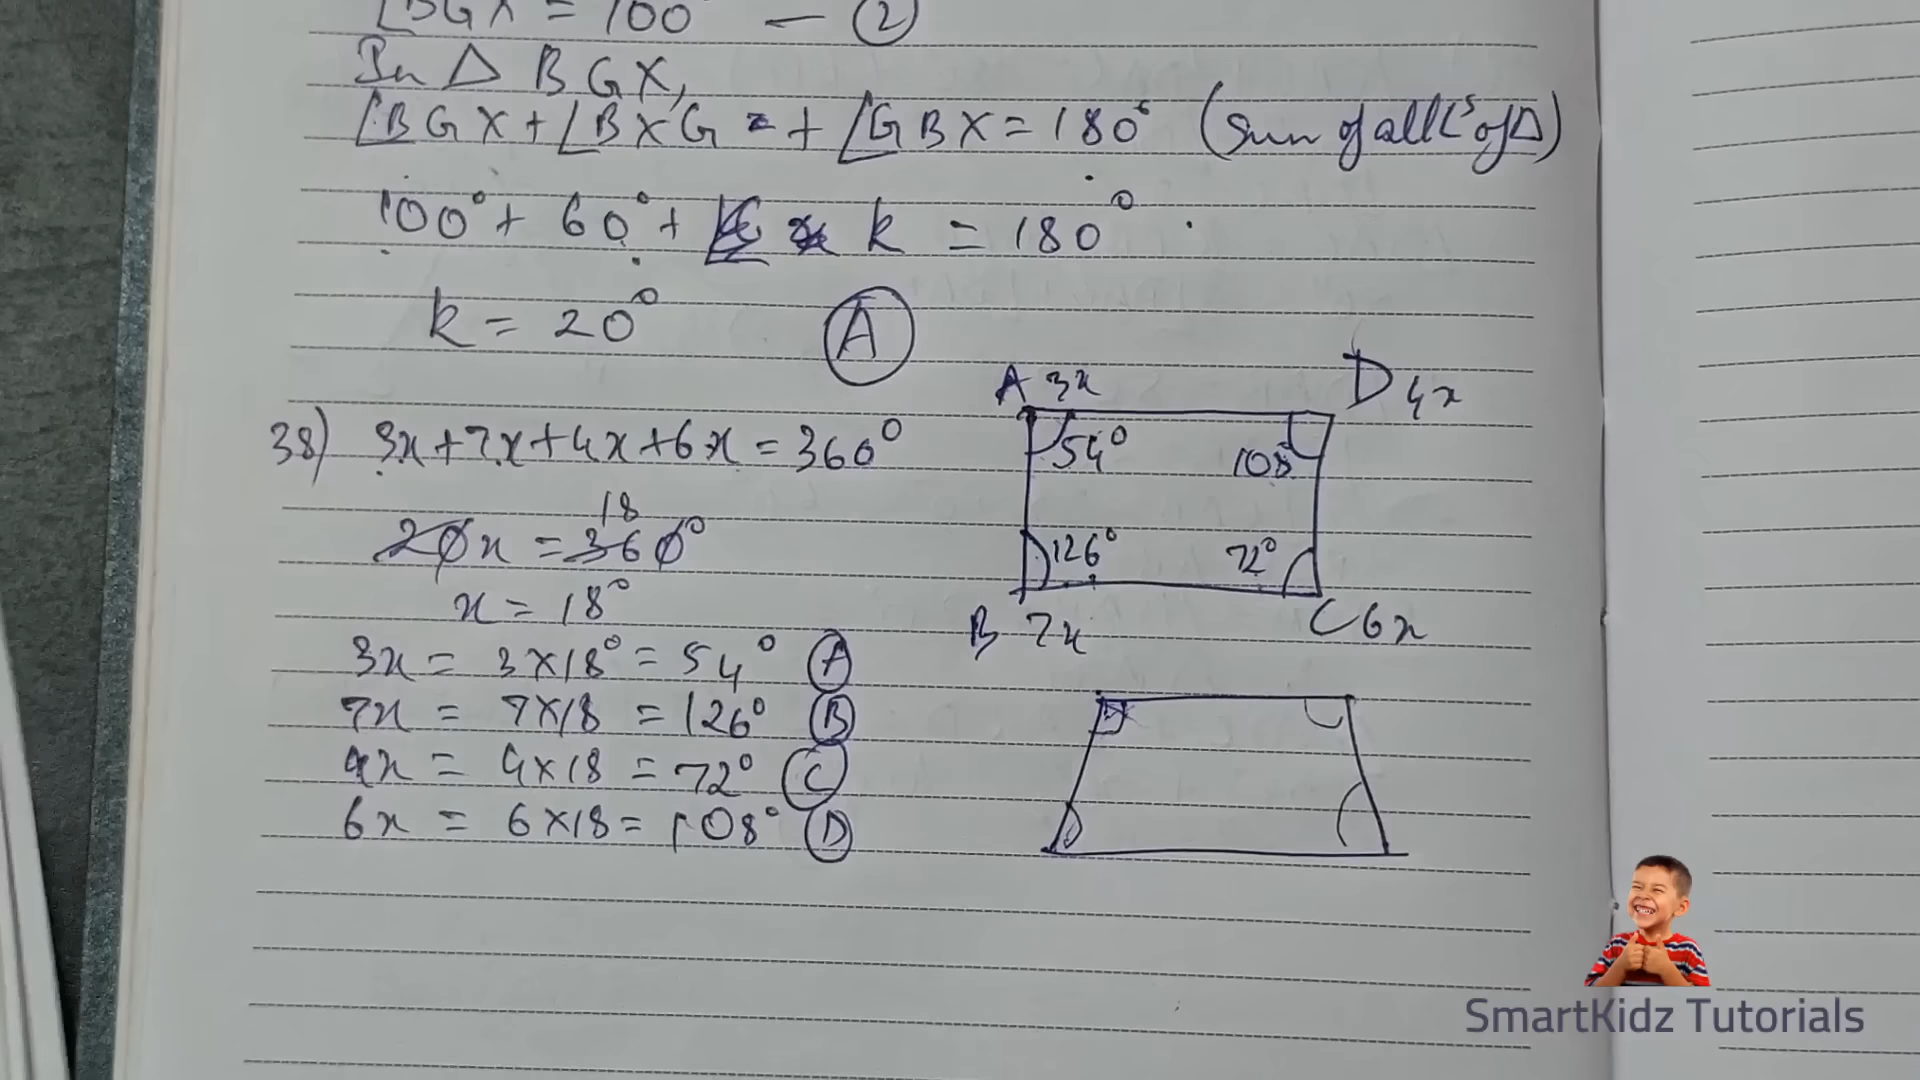 ∠BGX = 100° — ②
In △ BGX,
∠BGX + ∠BXG + ∠GBX = 180° (Sum of all ∠s of △)
100° + 60° + k = 180°
k = 20° Ⓐ
A 3x D 4x
38) 3x + 7x + 4x + 6x = 360°
54° 108°
18
20x = 360°
126° 72°
x = 18°
B 7x C 6x
3x = 3×18° = 54° Ⓐ
7x = 7×18 = 126° Ⓑ
4x = 4×18 = 72° Ⓒ
6x = 6×18 = 108° Ⓓ
SmartKidz Tutorials